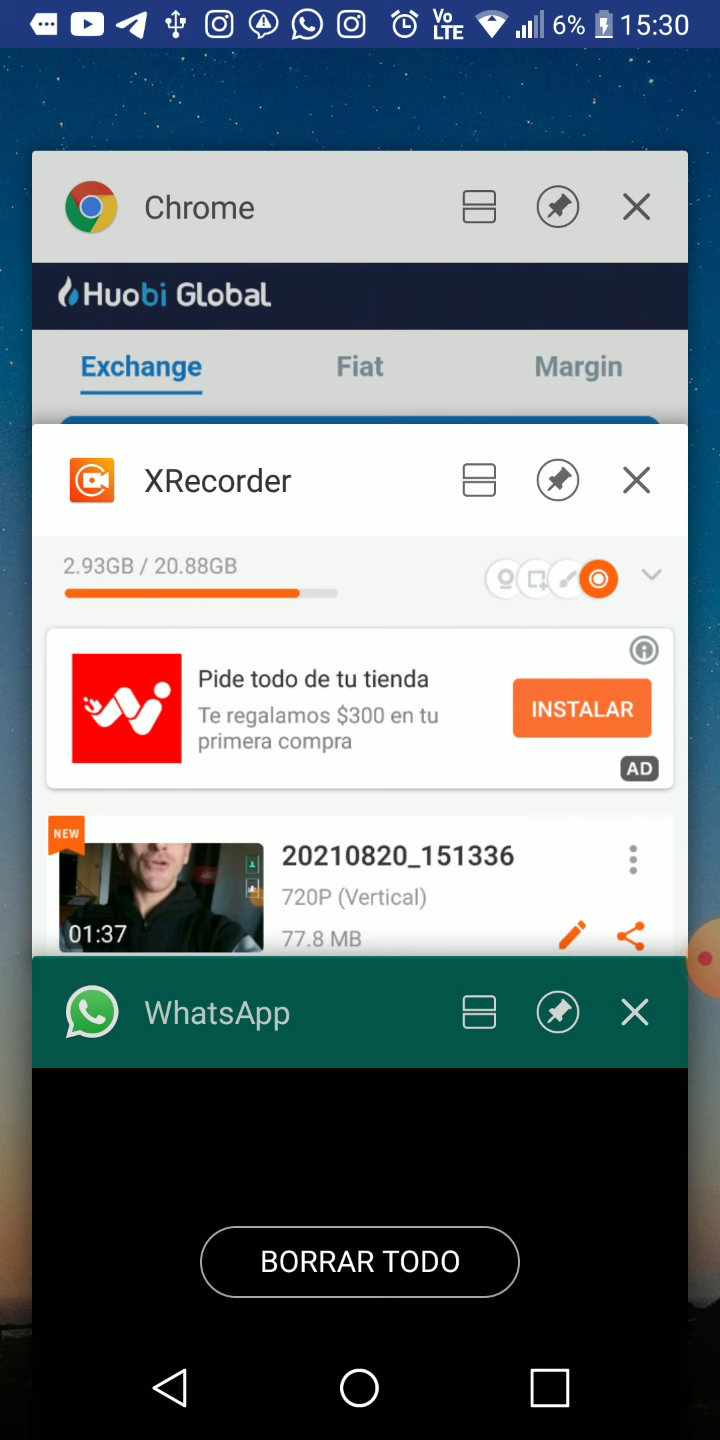 Vo LTE 6% 15:30
Chrome
Huobi Global
Exchange Fiat Margin
XRecorder
2.93GB / 20.88GB
Pide todo de tu tienda
Te regalamos $300 en tu
primera compra
INSTALAR
AD
NEW
20210820_151336
720P (Vertical)
01:37
77.8 MB
WhatsApp
BORRAR TODO